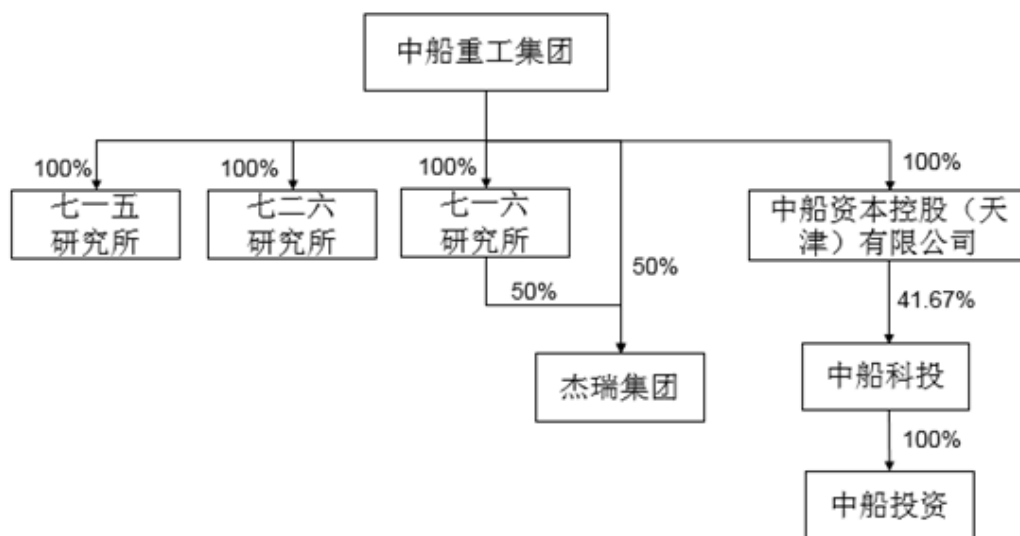 中船重工集团
100%
100%
100%
100%
七一五
研究所
七二六
研究所
七一六
研究所
中船资本控股（天
津）有限公司
50%
50%
41.67%
杰瑞集团
中船科投
100%
中船投资